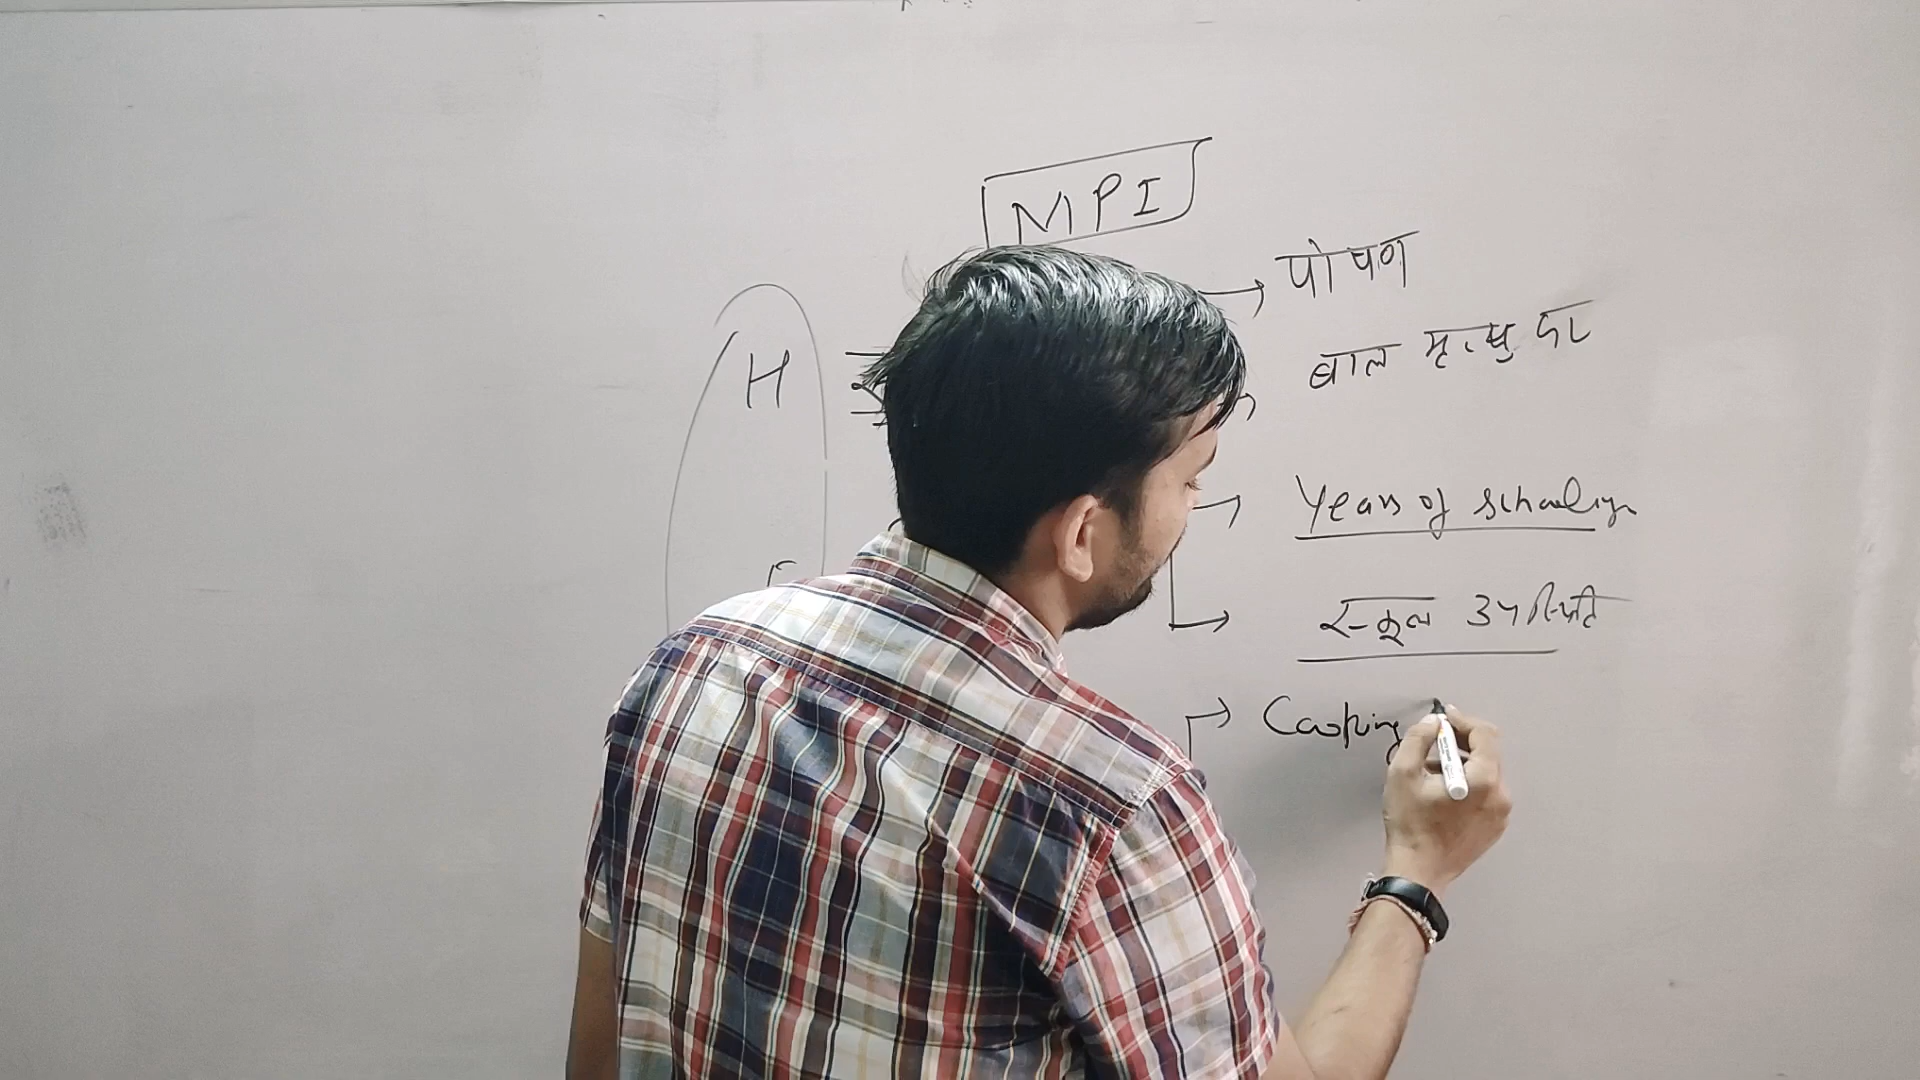 MPI
पोषण
H
बाल मृत्यु दर
Years of schooling
स्कूल उपस्थिति
Cooking